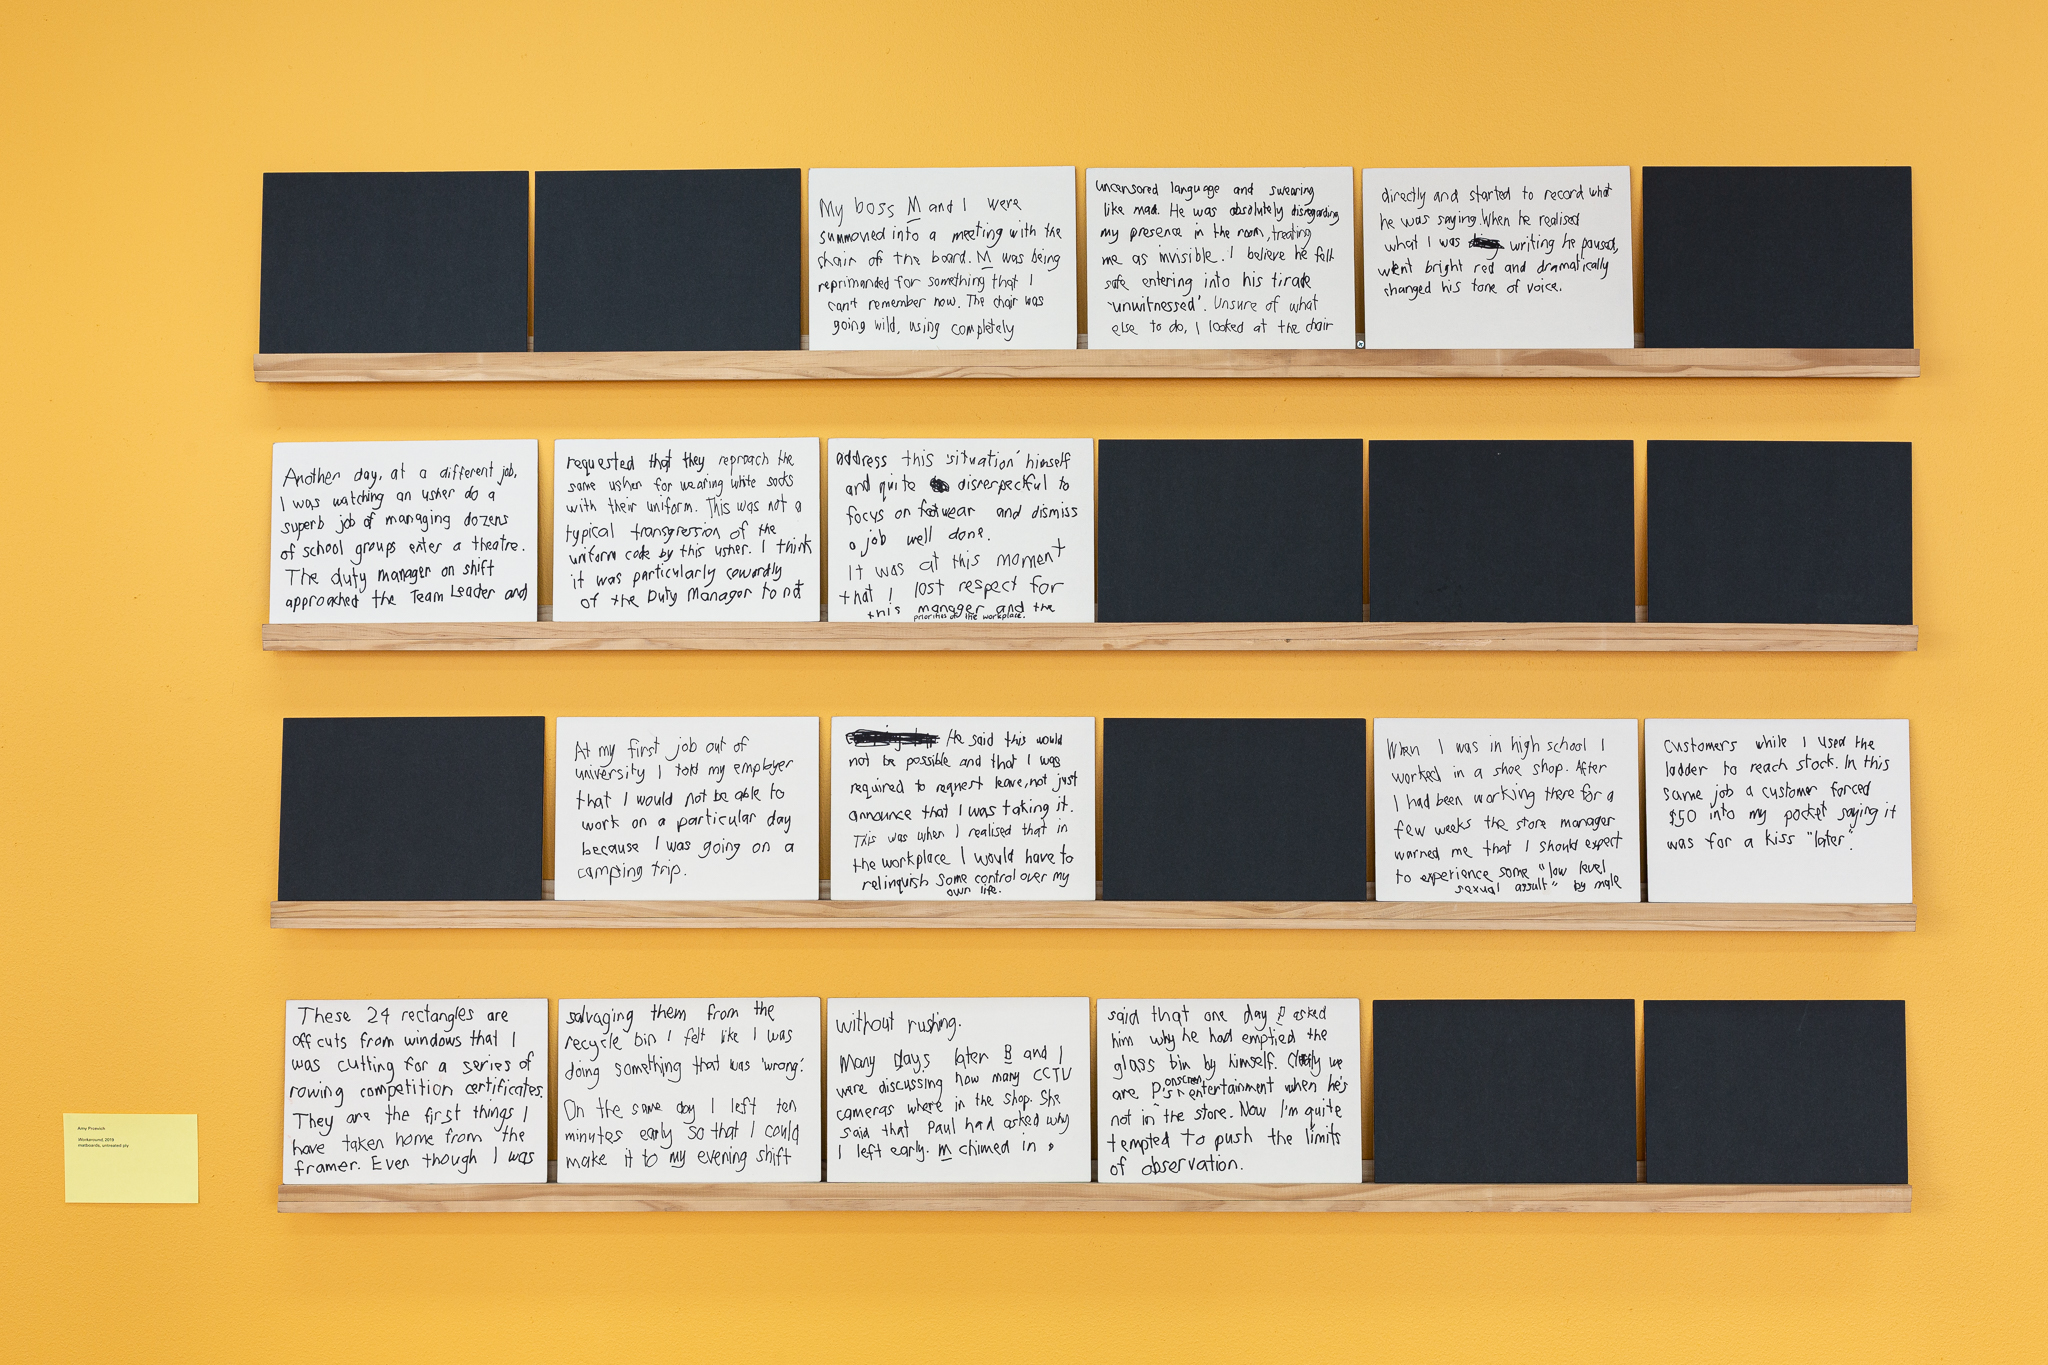 My boss M and I were
summoned into a meeting with the
chair of the board. M was being
reprimanded for something that I
can't remember now. The chair was
going wild, using completely
uncensored language and swearing
like mad. He was absolutely disregarding
my presence in the room, treating
me as invisible. I believe he felt
safe entering into his tirade
'unwitnessed'. Unsure of what
else to do, I looked at the chair
directly and started to record what
he was saying. When he realised
what I was writing he paused,
went bright red and dramatically
changed his tone of voice.
Another day, at a different job,
I was watching an usher do a
superb job of managing dozens
of school groups enter a theatre.
The duty manager on shift
approached the Team Leader and
requested that they reproach the
same usher for wearing white socks
with their uniform. This was not a
typical transgression of the
uniform code by this usher. I think
it was particularly cowardly
of the Duty Manager to not
address this 'situation' himself
and quite disrepectful to
focus on footwear and dismiss
a job well done.
It was at this moment
that I lost respect for
this manager and the
priorities of the workplace.
At my first job out of
university I told my employer
that I would not be able to
work on a particular day
because I was going on a
camping trip.
He said this would
not be possible and that I was
required to request leave, not just
announce that I was taking it.
This was when I realised that in
the workplace I would have to
relinquish some control over my
own life.
When I was in high school I
worked in a shoe shop. After
I had been working there for a
few weeks the store manager
warned me that I should expect
to experience some "low level
sexual assault" by male
customers while I used the
ladder to reach stock. In this
same job a customer forced
$50 into my pocket saying it
was for a kiss "later".
These 24 rectangles are
off cuts from windows that I
was cutting for a series of
rowing competition certificates.
They are the first things I
have taken home from the
framer. Even though I was
salvaging them from the
recycle bin I felt like I was
doing something that was 'wrong'.
On the same day I left ten
minutes early so that I could
make it to my evening shift
without rushing.
Many days later B and I
were discussing how many CCTV
cameras where in the shop. She
said that Paul had asked why
I left early. M chimed in
said that one day P asked
him why he had emptied the
glass bin by himself. Clearly we
are P's onscreen entertainment when he's
not in the store. Now I'm quite
tempted to push the limits
of observation.
Workaround, 2019
matboards, untreated ply